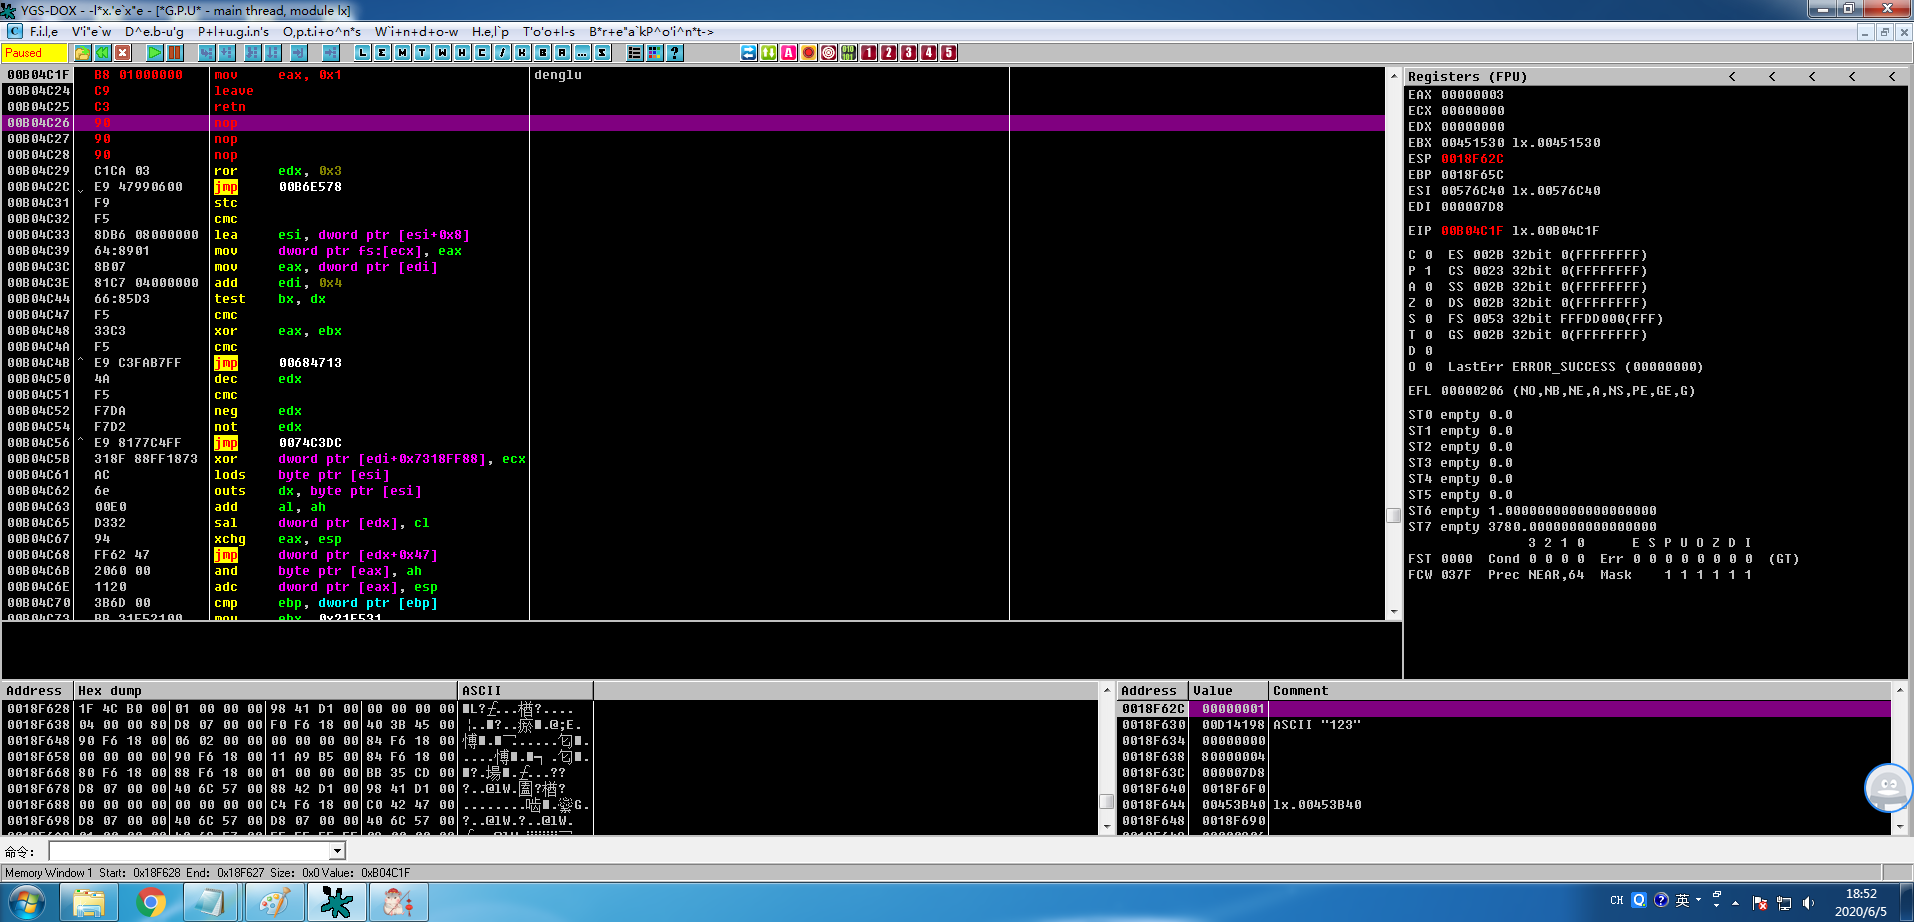 YGS-DOX - -l*x.'e`x"e - [*G.P.U* - main thread, module lx]
F.i.l,e V'i"e`w D^e.b-u'g P+l+u.g.i.n's O,p.t.i+o^n*s W`i+n+d+o-w H.e,l`p T'o'o+l-s B*r+e"a`kP^o'i^n*t->
Paused L E M T W H C / K B R ... S ? A 1 2 3 4 5
00B04C1F B8 01000000 mov eax, 0x1 denglu
00B04C24 C9 leave
00B04C25 C3 retn
00B04C26 90 nop
00B04C27 90 nop
00B04C28 90 nop
00B04C29 C1CA 03 ror edx, 0x3
00B04C2C E9 47990600 jmp 00B6E578
00B04C31 F9 stc
00B04C32 F5 cmc
00B04C33 8DB6 08000000 lea esi, dword ptr [esi+0x8]
00B04C39 64:8901 mov dword ptr fs:[ecx], eax
00B04C3C 8B07 mov eax, dword ptr [edi]
00B04C3E 81C7 04000000 add edi, 0x4
00B04C44 66:85D3 test bx, dx
00B04C47 F5 cmc
00B04C48 33C3 xor eax, ebx
00B04C4A F5 cmc
00B04C4B E9 C3FAB7FF jmp 00684713
00B04C50 4A dec edx
00B04C51 F5 cmc
00B04C52 F7DA neg edx
00B04C54 F7D2 not edx
00B04C56 E9 8177C4FF jmp 0074C3DC
00B04C5B 318F 88FF1873 xor dword ptr [edi+0x7318FF88], ecx
00B04C61 AC lods byte ptr [esi]
00B04C62 6e outs dx, byte ptr [esi]
00B04C63 00E0 add al, ah
00B04C65 D332 sal dword ptr [edx], cl
00B04C67 94 xchg eax, esp
00B04C68 FF62 47 jmp dword ptr [edx+0x47]
00B04C6B 2060 00 and byte ptr [eax], ah
00B04C6E 1120 adc dword ptr [eax], esp
00B04C70 3B6D 00 cmp ebp, dword ptr [ebp]
00B04C73 BB 31F52100 mov ebx, 0x21F531
Registers (FPU) < < < < <
EAX 00000003
ECX 00000000
EDX 00000000
EBX 00451530 lx.00451530
ESP 0018F62C
EBP 0018F65C
ESI 00576C40 lx.00576C40
EDI 000007D8
EIP 00B04C1F lx.00B04C1F
C 0 ES 002B 32bit 0(FFFFFFFF)
P 1 CS 0023 32bit 0(FFFFFFFF)
A 0 SS 002B 32bit 0(FFFFFFFF)
Z 0 DS 002B 32bit 0(FFFFFFFF)
S 0 FS 0053 32bit FFFDD000(FFF)
T 0 GS 002B 32bit 0(FFFFFFFF)
D 0
O 0 LastErr ERROR_SUCCESS (00000000)
EFL 00000206 (NO,NB,NE,A,NS,PE,GE,G)
ST0 empty 0.0
ST1 empty 0.0
ST2 empty 0.0
ST3 empty 0.0
ST4 empty 0.0
ST5 empty 0.0
ST6 empty 1.0000000000000000000
ST7 empty 3780.0000000000000000
3 2 1 0 E S P U O Z D I
FST 0000 Cond 0 0 0 0 Err 0 0 0 0 0 0 0 0 (GT)
FCW 037F Prec NEAR,64 Mask 1 1 1 1 1 1
Address Hex dump ASCII
0018F628 1F 4C B0 00 01 00 00 00 98 41 D1 00 00 00 00 00
0018F638 04 00 00 80 D8 07 00 00 F0 F6 18 00 40 3B 45 00
0018F648 90 F6 18 00 06 02 00 00 00 00 00 00 84 F6 18 00
0018F658 00 00 00 00 90 F6 18 00 11 A9 B5 00 84 F6 18 00
0018F668 80 F6 18 00 88 F6 18 00 01 00 00 00 BB 35 CD 00
0018F678 D8 07 00 00 40 6C 57 00 88 42 D1 00 98 41 D1 00
0018F688 00 00 00 00 00 00 00 00 C4 F6 18 00 C0 42 47 00
0018F698 D8 07 00 00 40 6C 57 00 D8 07 00 00 40 6C 57 00 ?..@lW.?..@lW.
Address Value Comment
0018F62C 00000001
0018F630 00D14198 ASCII "123"
0018F634 00000000
0018F638 80000004
0018F63C 000007D8
0018F640 0018F6F0
0018F644 00453B40 lx.00453B40
0018F648 0018F690
命令:
Memory Window 1 Start: 0x18F628 End: 0x18F627 Size: 0x0 Value: 0xB04C1F
CH 英
18:52
2020/6/5